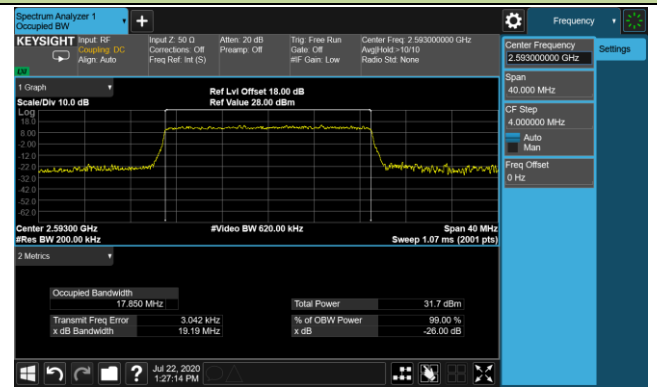 Spectrum Analyzer 1
Occupied BW
+
Frequency
KEYSIGHT
Input: RF
Coupling: DC
Align: Auto
Input Z: 50 Ω
Corrections: Off
Freq Ref: Int (S)
Atten: 20 dB
Preamp: Off
Trig: Free Run
Gate: Off
#IF Gain: Low
Center Freq: 2.593000000 GHz
Avg|Hold:>10/10
Radio Std: None
Center Frequency
2.593000000 GHz
Settings
Span
40.000 MHz
CF Step
4.000000 MHz
Auto
Man
Freq Offset
0 Hz
1 Graph
Scale/Div 10.0 dB
Ref Lvl Offset 18.00 dB
Ref Value 28.00 dBm
Log
18.0
8.00
-2.00
-12.0
-22.0
-32.0
-42.0
-52.0
-62.0
Center 2.59300 GHz
#Res BW 200.00 kHz
#Video BW 620.00 kHz
Span 40 MHz
Sweep 1.07 ms (2001 pts)
2 Metrics
Occupied Bandwidth
17.850 MHz
Total Power 31.7 dBm
Transmit Freq Error 3.042 kHz
% of OBW Power 99.00 %
x dB Bandwidth 19.19 MHz
x dB -26.00 dB
?
Jul 22, 2020
1:27:14 PM